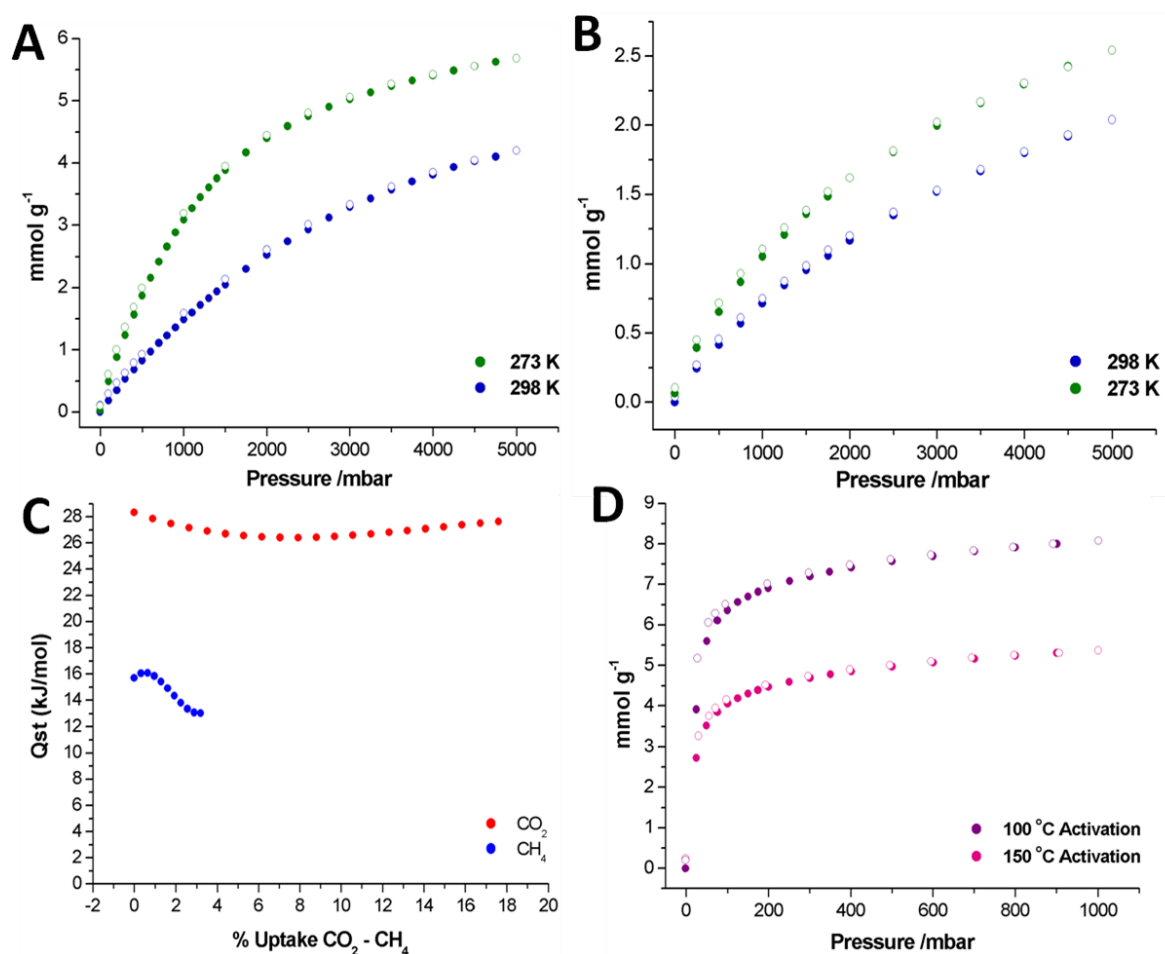 A
6
5
4
3
2
1
0
mmol g⁻¹
273 K
298 K
0 1000 2000 3000 4000 5000
Pressure /mbar
B
2.5
2.0
1.5
1.0
0.5
0.0
mmol g⁻¹
298 K
273 K
0 1000 2000 3000 4000 5000
Pressure /mbar
C
28
26
24
22
20
18
16
14
12
10
8
6
4
2
0
Qst (kJ/mol)
CO₂
CH₄
-2 0 2 4 6 8 10 12 14 16 18 20
% Uptake CO₂ - CH₄
D
9
8
7
6
5
4
3
2
1
0
mmol g⁻¹
100 °C Activation
150 °C Activation
0 200 400 600 800 1000
Pressure /mbar